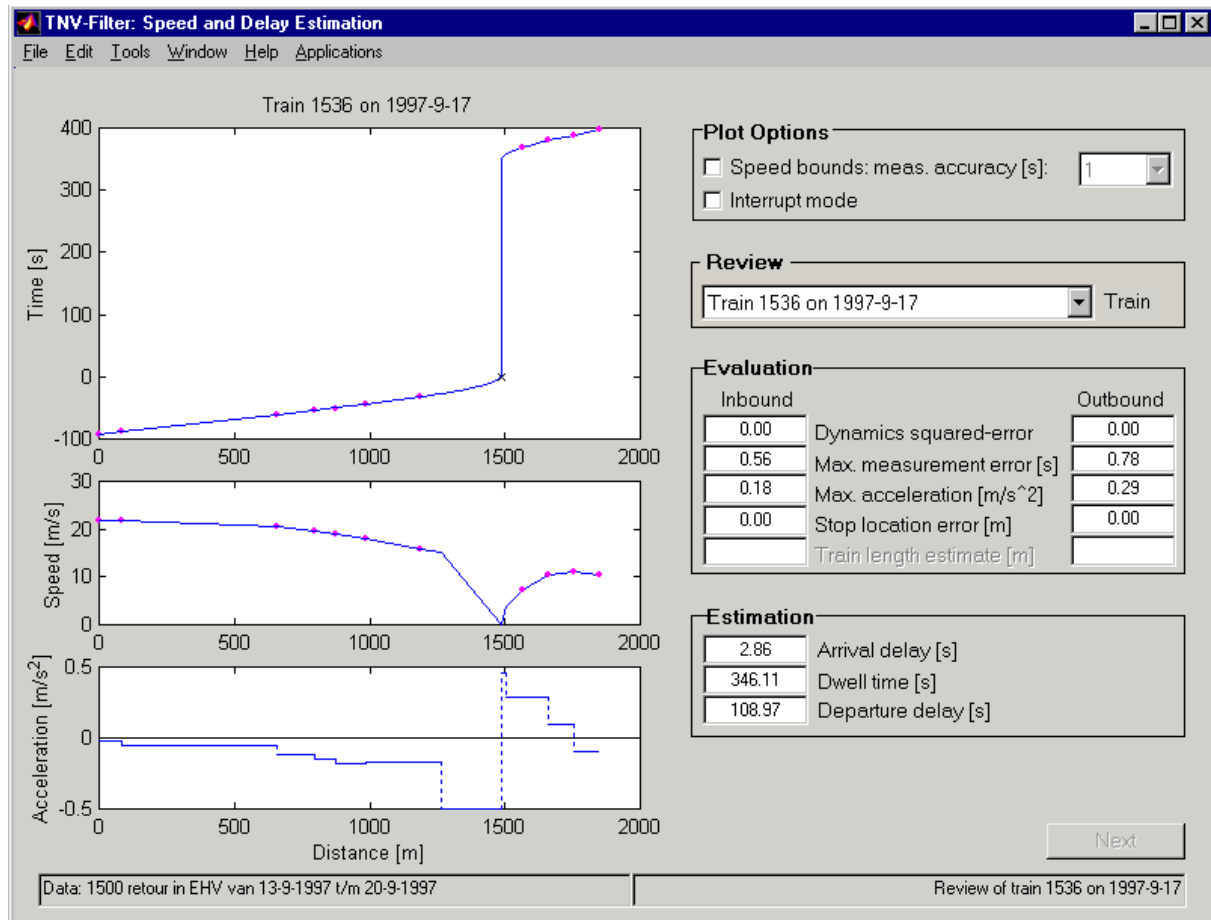 TNV-Filter: Speed and Delay Estimation
File Edit Tools Window Help Applications
Train 1536 on 1997-9-17
400
300
200
100
0
-100
Time [s]
0 500 1000 1500 2000
30
20
10
0
Speed [m/s]
0 500 1000 1500 2000
0.5
0
-0.5
Acceleration [m/s²]
0 500 1000 1500 2000
Distance [m]
Plot Options
Speed bounds: meas. accuracy [s]: 1
Interrupt mode
Review
Train 1536 on 1997-9-17 Train
Evaluation
Inbound Outbound
0.00 Dynamics squared-error 0.00
0.56 Max. measurement error [s] 0.78
0.18 Max. acceleration [m/s^2] 0.29
0.00 Stop location error [m] 0.00
Train length estimate [m]
Estimation
2.86 Arrival delay [s]
346.11 Dwell time [s]
108.97 Departure delay [s]
Next
Data: 1500 retour in EHV van 13-9-1997 t/m 20-9-1997
Review of train 1536 on 1997-9-17